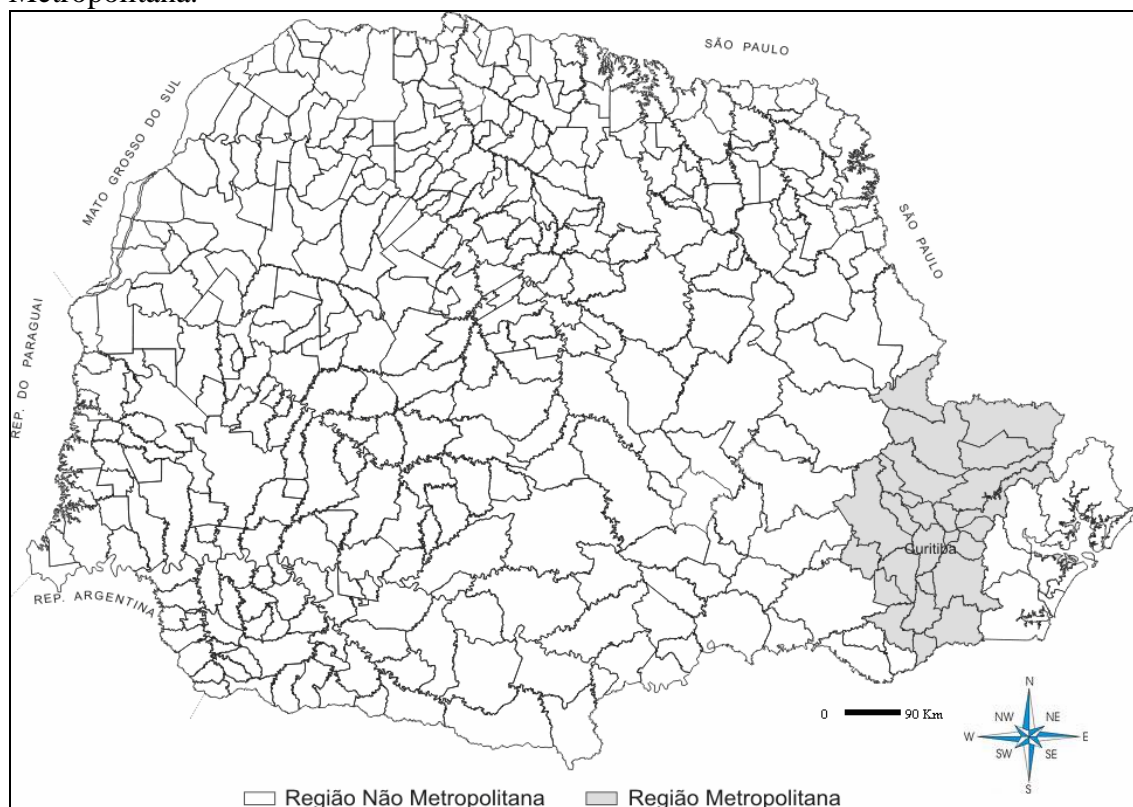 Metropolitana.
SÃO PAULO
MATO GROSSO DO SUL
SÃO PAULO
REP. DO PARAGUAI
Curitiba
REP. ARGENTINA
0 90 Km
N
NW NE
W E
SW SE
S
Região Não Metropolitana Região Metropolitana